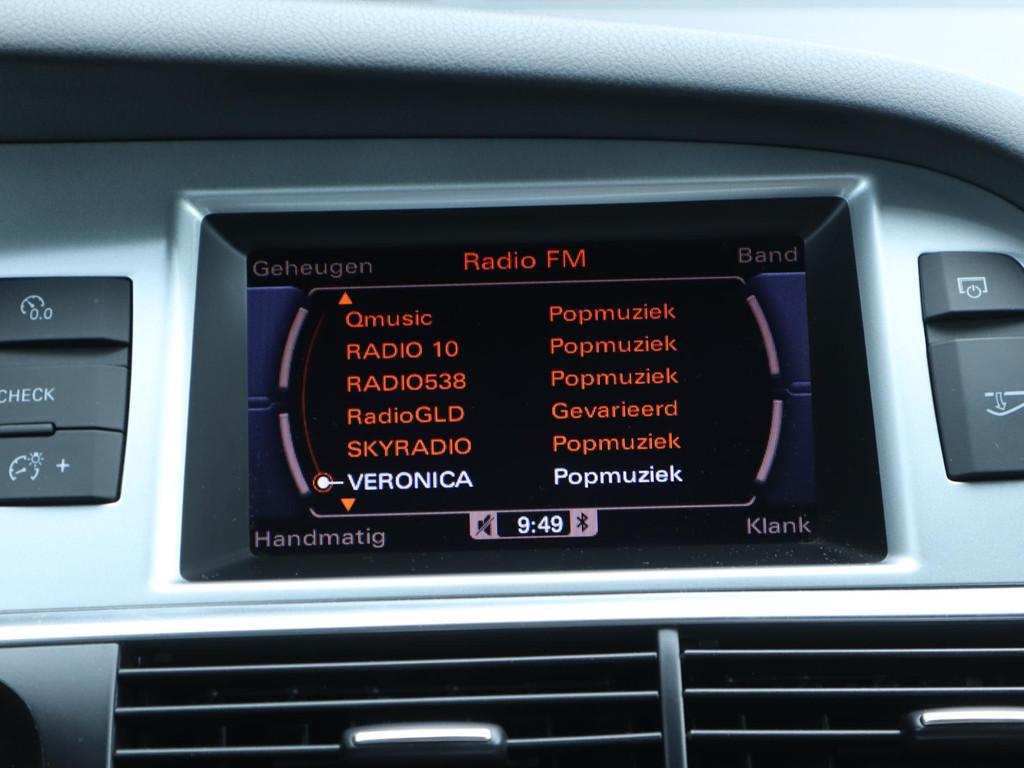 Geheugen Radio FM Band
Qmusic Popmuziek
RADIO 10 Popmuziek
RADIO538 Popmuziek
RadioGLD Gevarieerd
SKYRADIO Popmuziek
VERONICA Popmuziek
Handmatig 9:49 Klank
0.0
CHECK
+